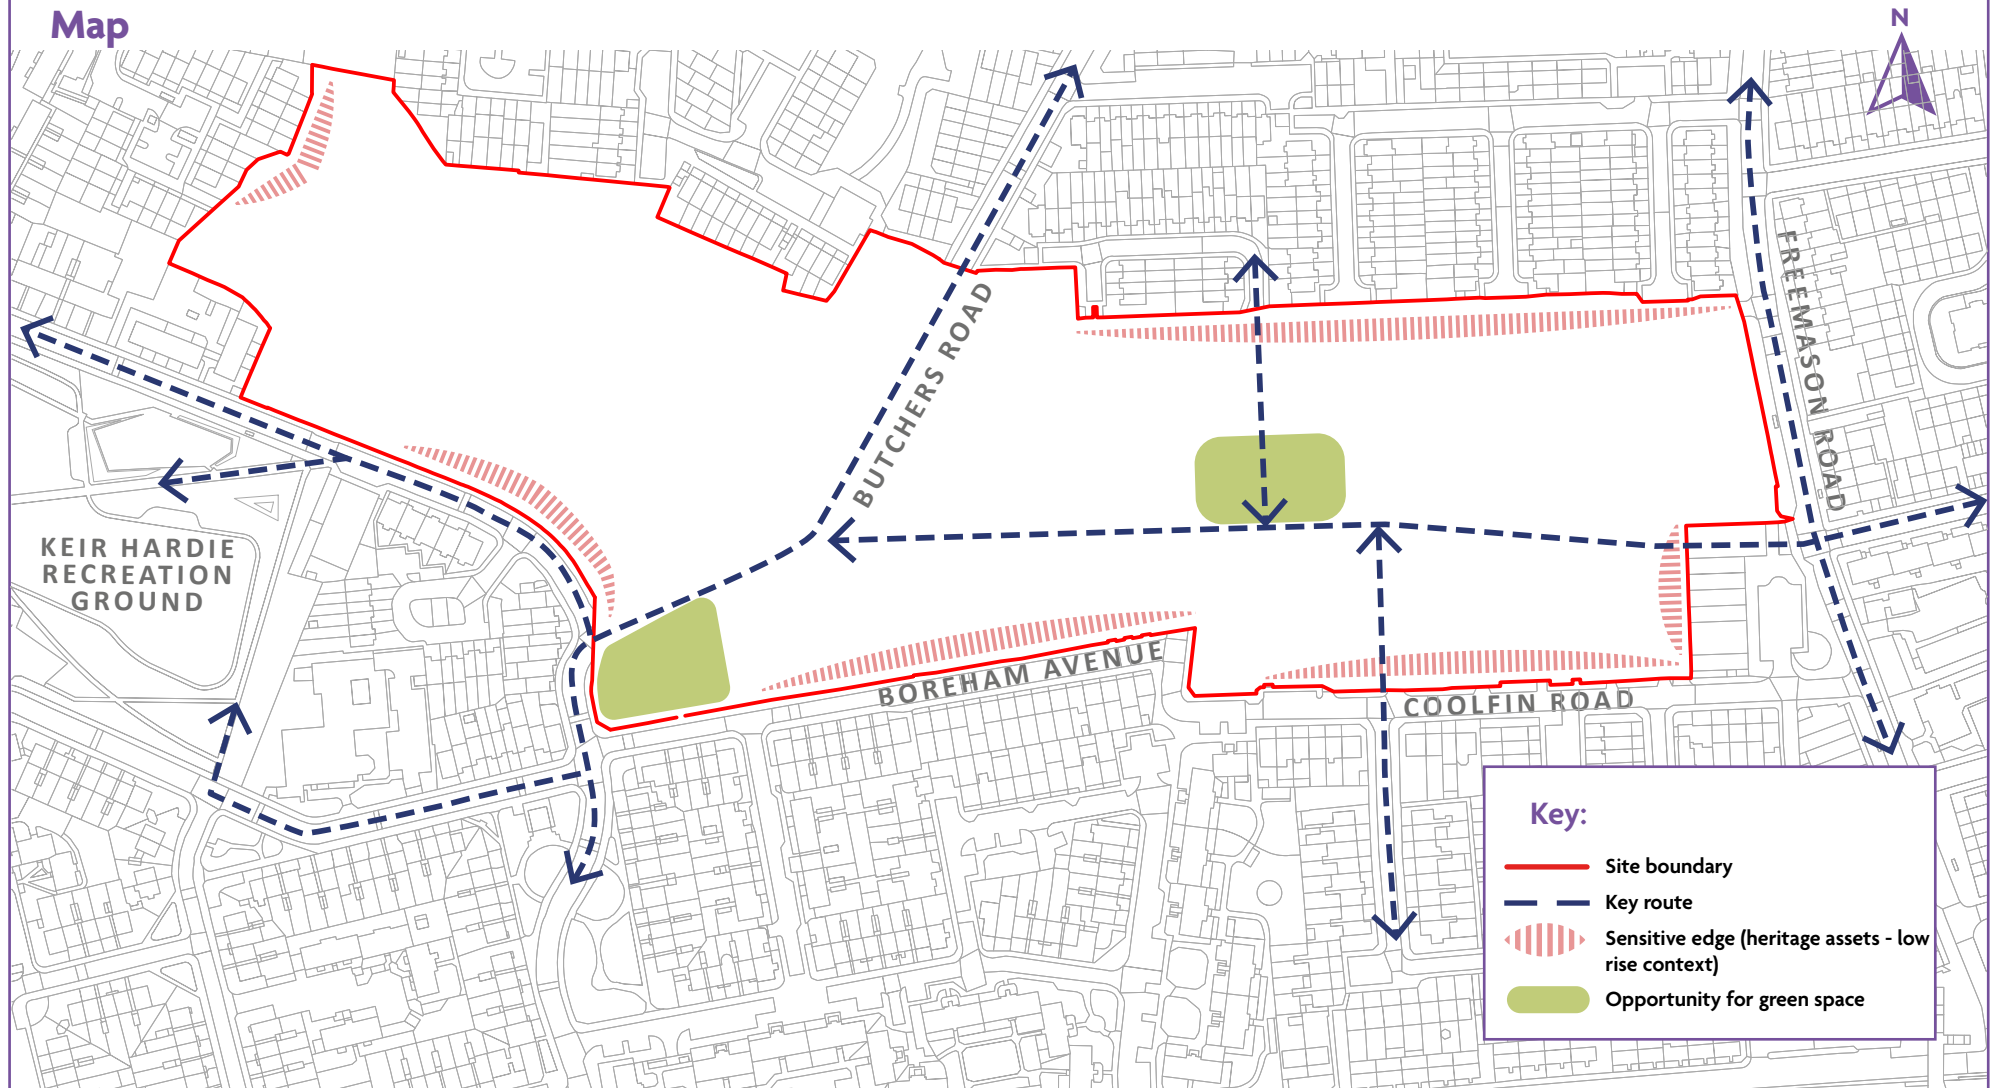 Map
N
BUTCHERS ROAD
FREEMASON ROAD
KEIR HARDIE
RECREATION
GROUND
BOREHAM AVENUE
COOLFIN ROAD
Key:
Site boundary
Key route
Sensitive edge (heritage assets - low
rise context)
Opportunity for green space